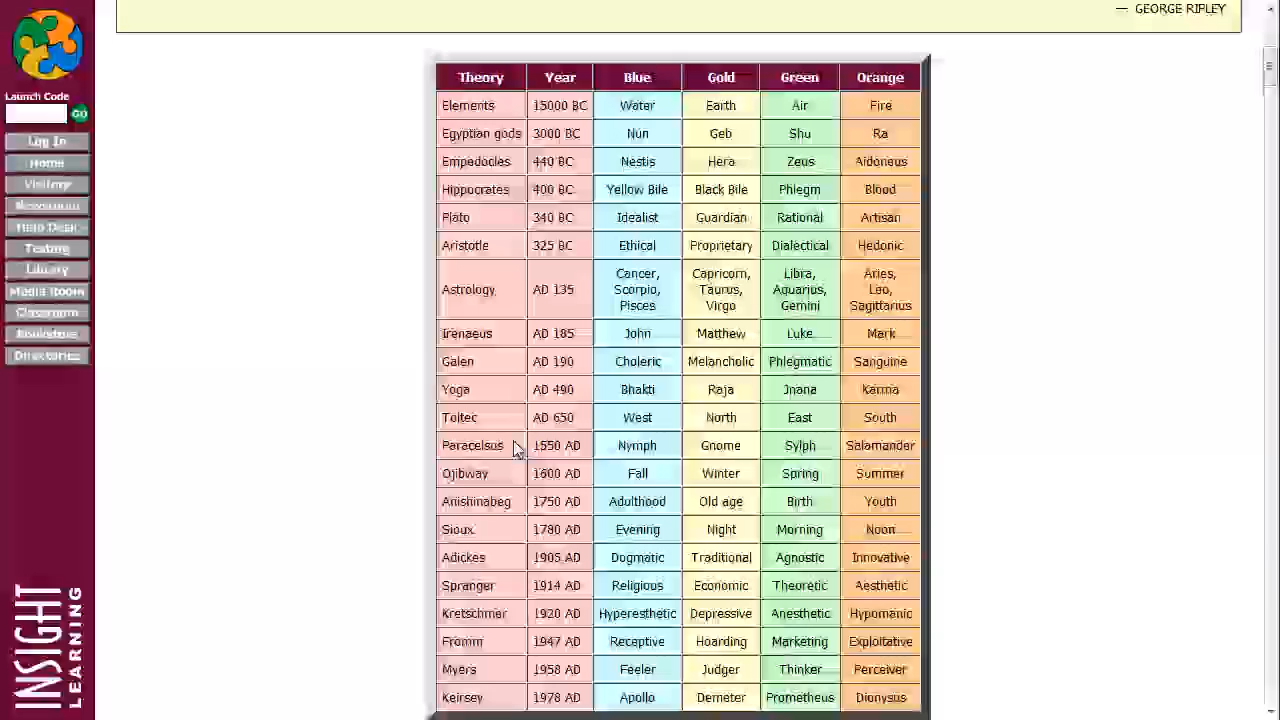 — GEORGE RIPLEY
Launch Code
GO
Log In
Home
Visitors
Newsroom
Help Desk
Testing
Library
Media Room
Classroom
Directories
INSIGHT
LEARNING
Theory Year Blue Gold Green Orange
Elements 15000 BC Water Earth Air Fire
Egyptian gods 3000 BC Nun Geb Shu Ra
Empedocles 440 BC Nestis Hera Zeus Aidoneus
Hippocrates 400 BC Yellow Bile Black Bile Phlegm Blood
Plato 340 BC Idealist Guardian Rational Artisan
Aristotle 325 BC Ethical Proprietary Dialectical Hedonic
Astrology AD 135 Cancer, Scorpio, Pisces Capricorn, Taurus, Virgo Libra, Aquarius, Gemini Aries, Leo, Sagittarius
Irenaeus AD 185 John Matthew Luke Mark
Galen AD 190 Choleric Melancholic Phlegmatic Sanguine
Yoga AD 490 Bhakti Raja Jnana Karma
Toltec AD 650 West North East South
Paracelsus 1550 AD Nymph Gnome Sylph Salamander
Ojibway 1600 AD Fall Winter Spring Summer
Anishinabeg 1750 AD Adulthood Old age Birth Youth
Sioux 1780 AD Evening Night Morning Noon
Adickes 1905 AD Dogmatic Traditional Agnostic Innovative
Spranger 1914 AD Religious Economic Theoretic Aesthetic
Kretschmer 1920 AD Hyperesthetic Depressive Anesthetic Hypomanic
Fromm 1947 AD Receptive Hoarding Marketing Exploitative
Myers 1958 AD Feeler Judger Thinker Perceiver
Keirsey 1978 AD Apollo Demeter Prometheus Dionysus